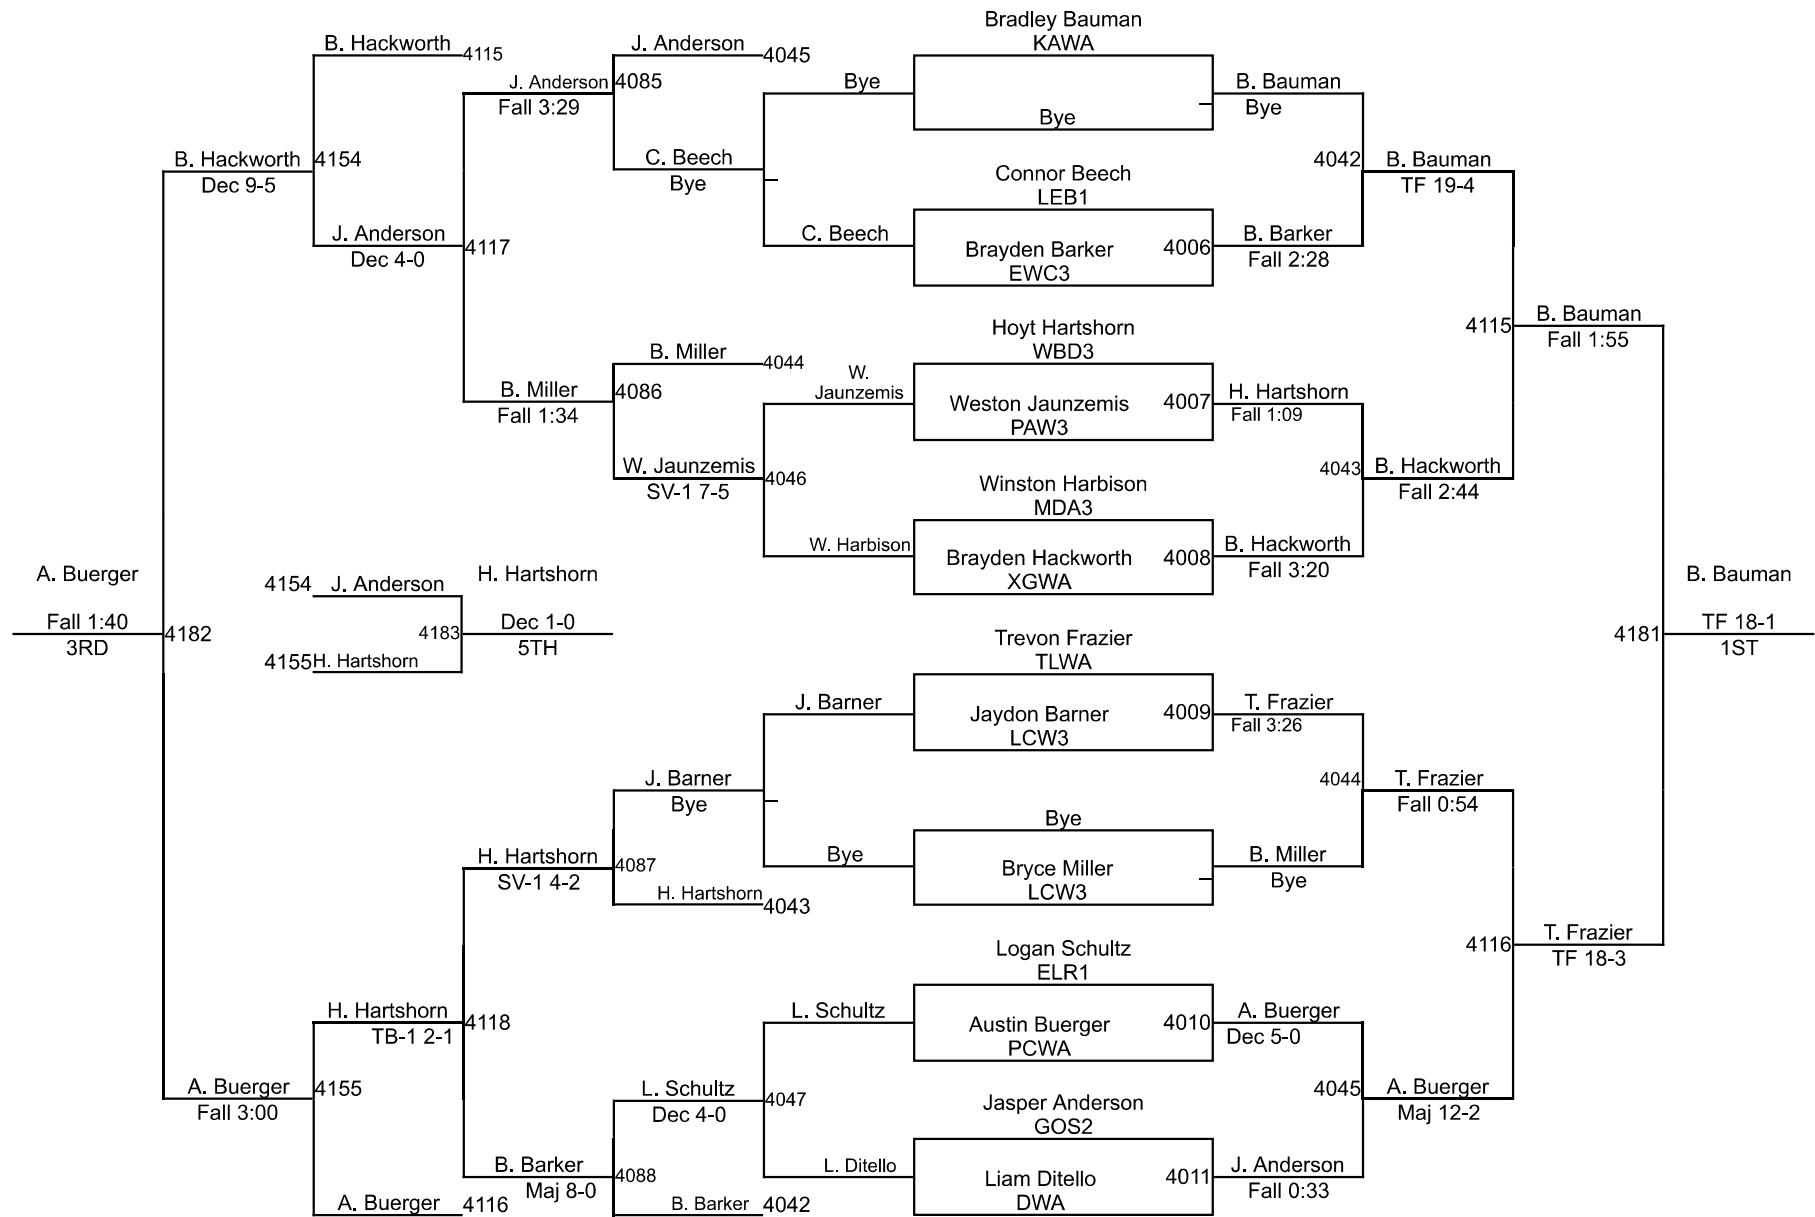 Bradley Bauman
KAWA
B. Hackworth
4115
J. Anderson
4045
J. Anderson
4085
Fall 3:29
Bye
Bye
B. Bauman
Bye
C. Beech
Bye
B. Hackworth
4154
Dec 9-5
Connor Beech
LEB1
4042
B. Bauman
TF 19-4
J. Anderson
4117
Dec 4-0
C. Beech
Brayden Barker
EWC3
4006
B. Barker
Fall 2:28
Hoyt Hartshorn
WBD3
4115
B. Bauman
Fall 1:55
B. Miller
4044
B. Miller
4086
Fall 1:34
W.
Jaunzemis
Weston Jaunzemis
PAW3
4007
H. Hartshorn
Fall 1:09
W. Jaunzemis
4046
SV-1 7-5
Winston Harbison
MDA3
4043
B. Hackworth
Fall 2:44
W. Harbison
Brayden Hackworth
XGWA
4008
B. Hackworth
Fall 3:20
A. Buerger
Fall 1:40
3RD
4182
4154
J. Anderson
4183
4155
H. Hartshorn
H. Hartshorn
Dec 1-0
5TH
B. Bauman
4181
TF 18-1
1ST
Trevon Frazier
TLWA
J. Barner
Jaydon Barner
LCW3
4009
T. Frazier
Fall 3:26
J. Barner
Bye
4044
T. Frazier
Fall 0:54
Bye
Bye
Bryce Miller
LCW3
B. Miller
Bye
H. Hartshorn
4087
SV-1 4-2
H. Hartshorn
4043
Logan Schultz
ELR1
4116
T. Frazier
TF 18-3
H. Hartshorn
4118
TB-1 2-1
L. Schultz
Austin Buerger
PCWA
4010
A. Buerger
Dec 5-0
A. Buerger
4155
Fall 3:00
L. Schultz
4047
Dec 4-0
Jasper Anderson
GOS2
4045
A. Buerger
Maj 12-2
B. Barker
4088
Maj 8-0
L. Ditello
Liam Ditello
DWA
4011
J. Anderson
Fall 0:33
A. Buerger
4116
B. Barker
4042